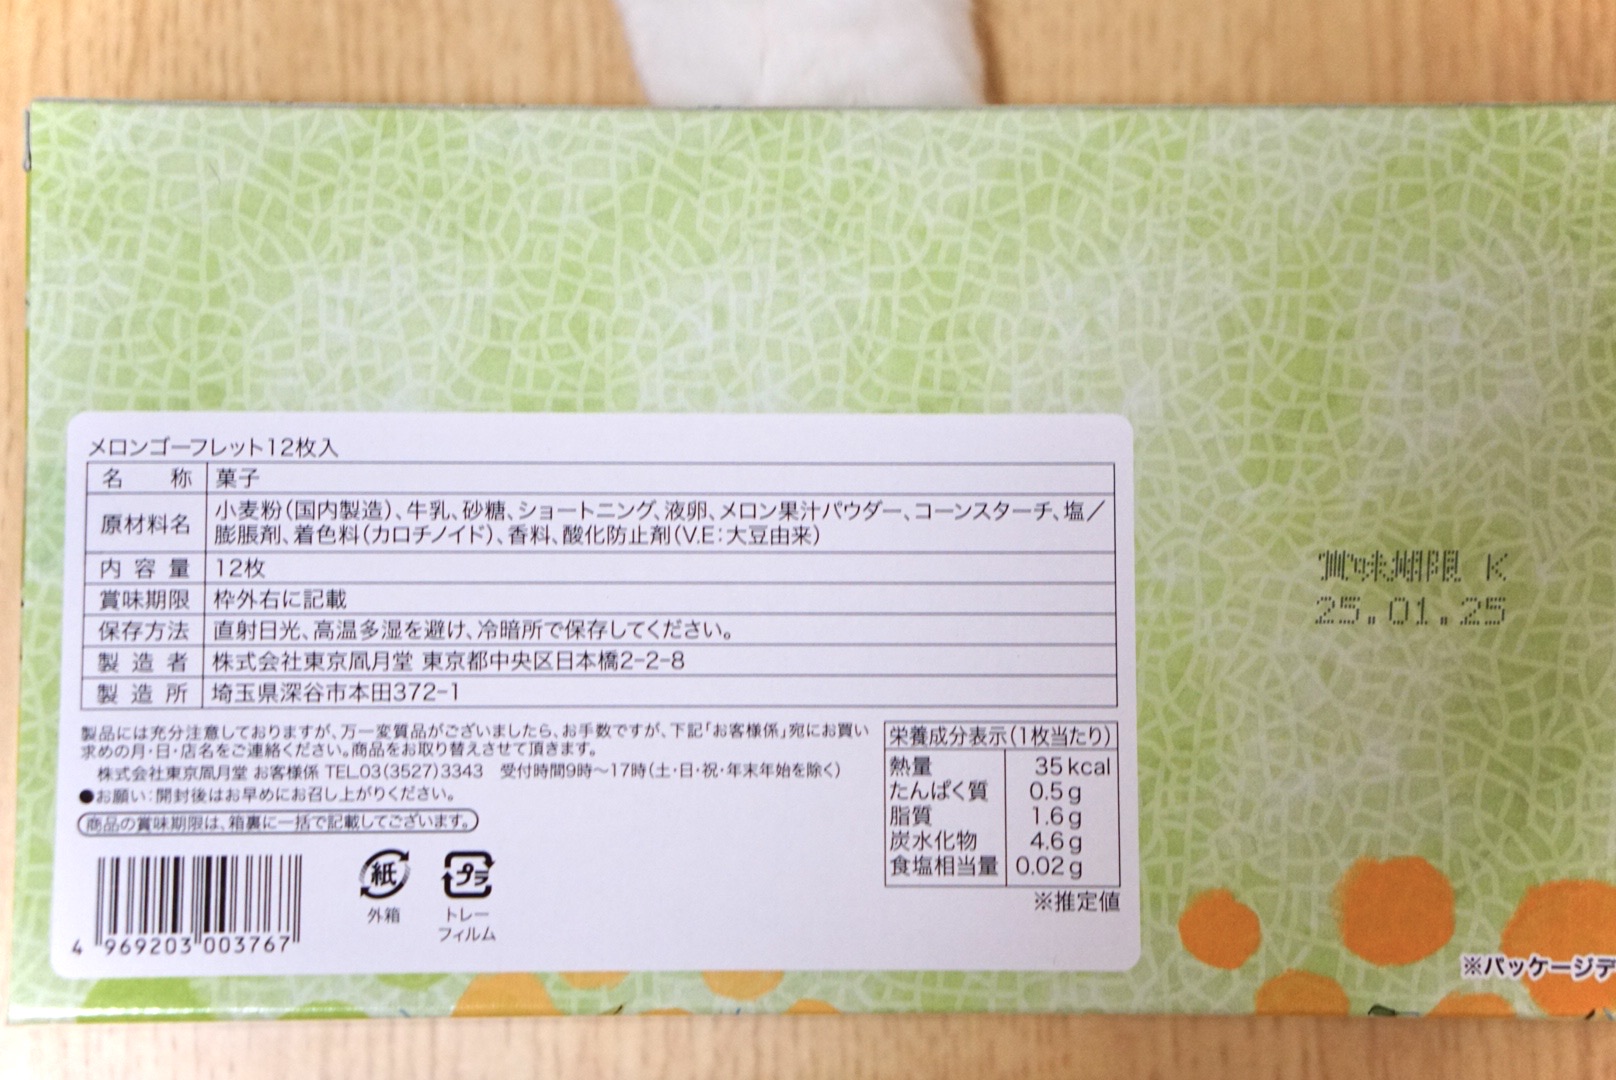 メロンゴーフレット12枚入
名称 菓子
原材料名 小麦粉(国内製造)、牛乳、砂糖、ショートニング、液卵、メロン果汁パウダー、コーンスターチ、塩/
膨脹剤、着色料(カロチノイド)、香料、酸化防止剤(V.E:大豆由来)
内容量 12枚
賞味期限 枠外右に記載
保存方法 直射日光、高温多湿を避け、冷暗所で保存してください。
製造者 株式会社東京凮月堂 東京都中央区日本橋2-2-8
製造所 埼玉県深谷市本田372-1
製品には充分注意しておりますが、万一変質品がございましたら、お手数ですが、下記「お客様係」宛にお買い
求めの月・日・店名をご連絡ください。商品をお取り替えさせて頂きます。
株式会社東京凮月堂 お客様係 TEL.03(3527)3343 受付時間9時〜17時(土・日・祝・年末年始を除く)
●お願い:開封後はお早めにお召し上がりください。
商品の賞味期限は、箱裏に一括で記載してございます。
4 969203 003767
紙
外箱
プラ
トレー
フィルム
栄養成分表示(1枚当たり)
熱量 35kcal
たんぱく質 0.5g
脂質 1.6g
炭水化物 4.6g
食塩相当量 0.02g
※推定値
賞味期限 K
25.01.25
※パッケージデ